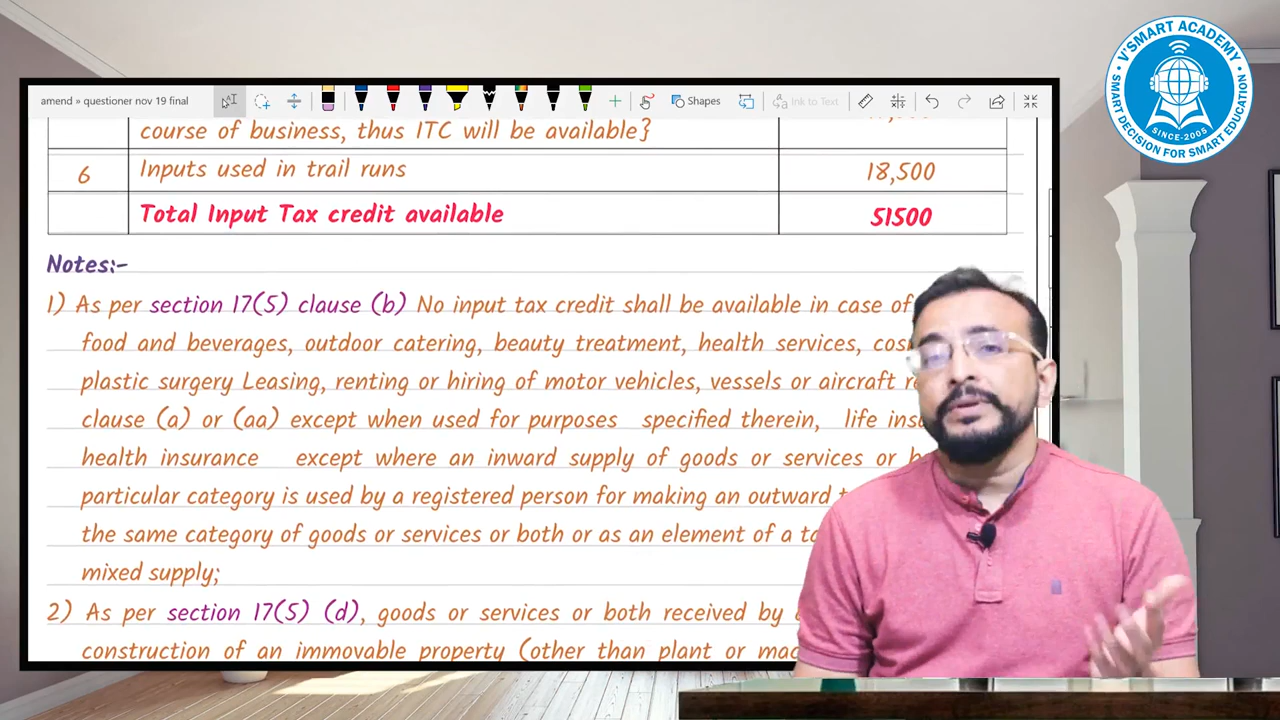 V'SMART ACADEMY
SMART DECISION FOR SMART EDUCATION
SINCE-2005
amend » questioner nov 19 final
Shapes
Ink to Text
course of business, thus ITC will be available}
6 Inputs used in trail runs 18,500
Total Input Tax credit available 51500
Notes:-
1) As per section 17(5) clause (b) No input tax credit shall be available in case of
food and beverages, outdoor catering, beauty treatment, health services,
plastic surgery Leasing, renting or hiring of motor vehicles, vessels or aircraft
clause (a) or (aa) except when used for purposes specified therein, life
health insurance except where an inward supply of goods or services or
particular category is used by a registered person for making an outward
the same category of goods or services or both or as an element of a
mixed supply;
2) As per section 17(5) (d), goods or services or both received by
construction of an immovable property (other than plant or